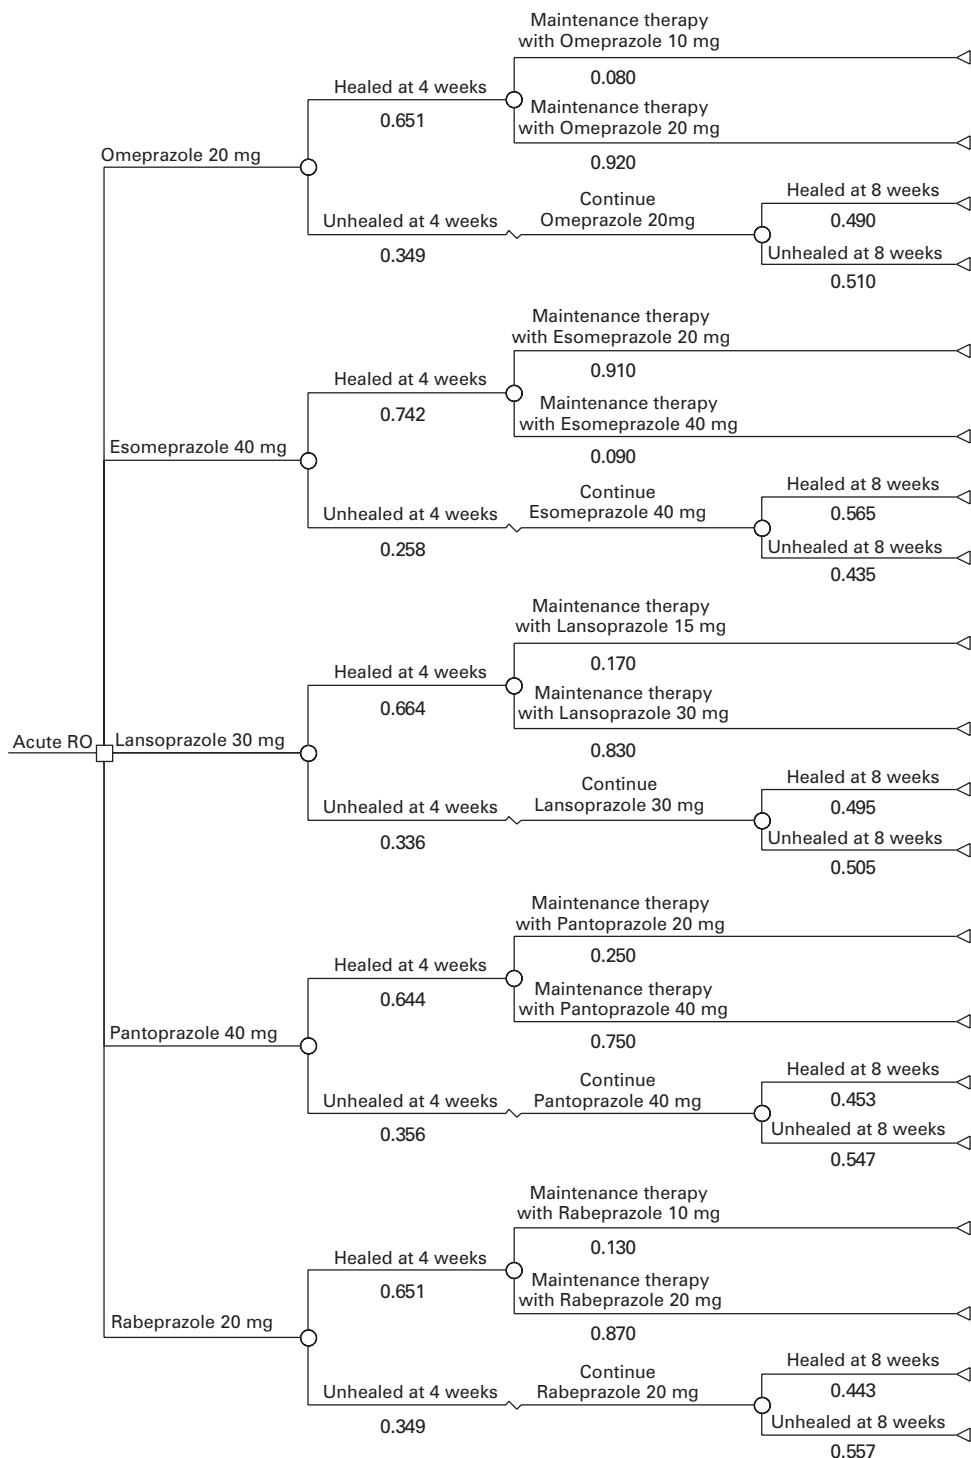 Maintenance therapy
with Omeprazole 10 mg
0.080
Healed at 4 weeks
0.651
Maintenance therapy
with Omeprazole 20 mg
0.920
Omeprazole 20 mg
Unhealed at 4 weeks
0.349
Continue
Omeprazole 20mg
Healed at 8 weeks
0.490
Unhealed at 8 weeks
0.510
Maintenance therapy
with Esomeprazole 20 mg
0.910
Healed at 4 weeks
0.742
Maintenance therapy
with Esomeprazole 40 mg
0.090
Esomeprazole 40 mg
Unhealed at 4 weeks
0.258
Continue
Esomeprazole 40 mg
Healed at 8 weeks
0.565
Unhealed at 8 weeks
0.435
Maintenance therapy
with Lansoprazole 15 mg
0.170
Healed at 4 weeks
0.664
Maintenance therapy
with Lansoprazole 30 mg
0.830
Acute RO
Lansoprazole 30 mg
Unhealed at 4 weeks
0.336
Continue
Lansoprazole 30 mg
Healed at 8 weeks
0.495
Unhealed at 8 weeks
0.505
Maintenance therapy
with Pantoprazole 20 mg
0.250
Healed at 4 weeks
0.644
Maintenance therapy
with Pantoprazole 40 mg
0.750
Pantoprazole 40 mg
Unhealed at 4 weeks
0.356
Continue
Pantoprazole 40 mg
Healed at 8 weeks
0.453
Unhealed at 8 weeks
0.547
Maintenance therapy
with Rabeprazole 10 mg
0.130
Healed at 4 weeks
0.651
Maintenance therapy
with Rabeprazole 20 mg
0.870
Rabeprazole 20 mg
Unhealed at 4 weeks
0.349
Continue
Rabeprazole 20 mg
Healed at 8 weeks
0.443
Unhealed at 8 weeks
0.557